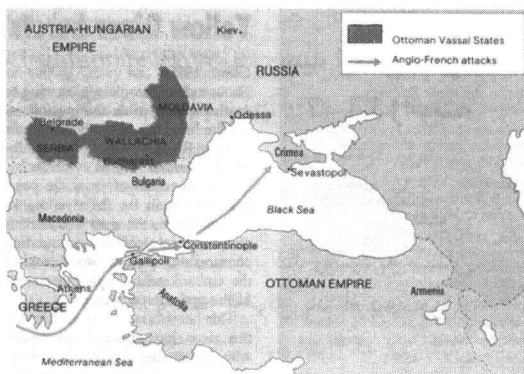 AUSTRIA-HUNGARIAN
EMPIRE
Kiev.
Ottoman Vassal States
Anglo-French attacks
RUSSIA
MOLDAVIA
Belgrade
Odessa
SERBIA
WALLACHIA
Bucharest
Crimea
Sevastopol
Bulgaria
Black Sea
Macedonia
Constantinople
Gallipoli
OTTOMAN EMPIRE
Athens
Armenia
GREECE
Anatolia
Mediterranean Sea